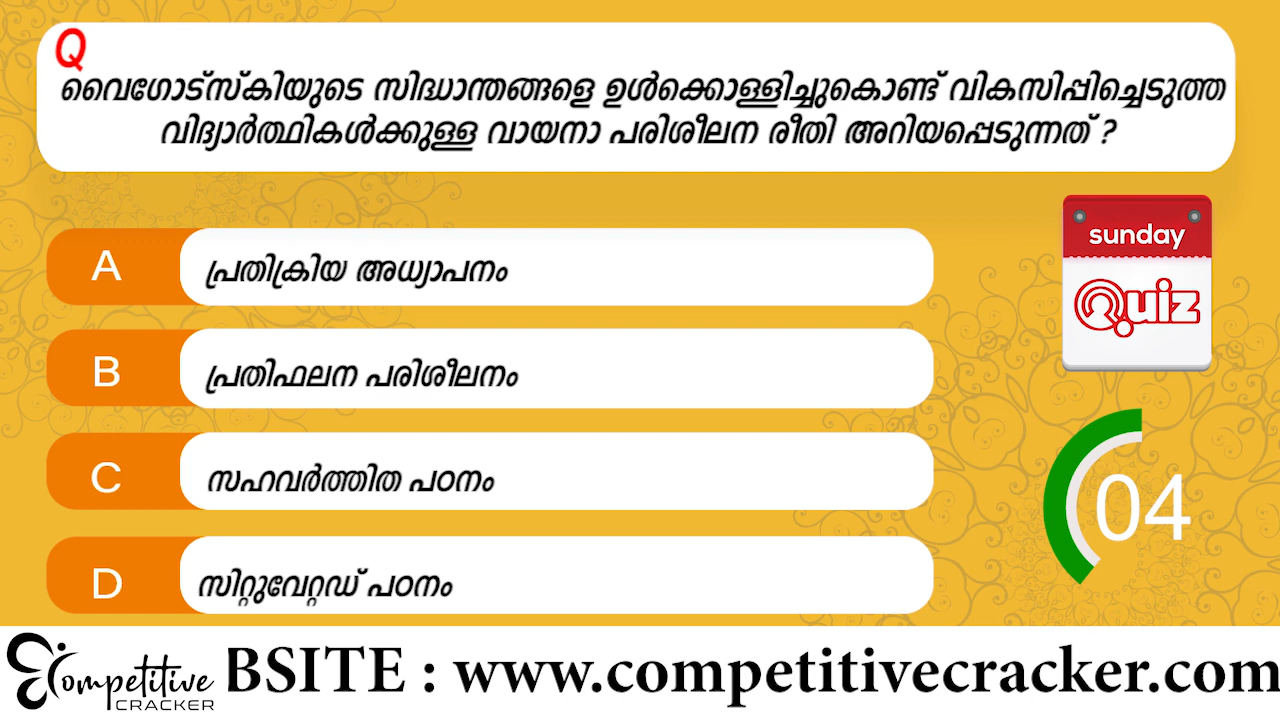 Q
വൈഗോട്സ്കിയുടെ സിദ്ധാന്തങ്ങളെ ഉൾക്കൊള്ളിച്ചുകൊണ്ട് വികസിപ്പിച്ചെടുത്ത
വിദ്യാർത്ഥികൾക്കുള്ള വായനാ പരിശീലന രീതി അറിയപ്പെടുന്നത് ?
A പ്രതിക്രിയ അധ്യാപനം
B പ്രതിഫലന പരിശീലനം
C സഹവർത്തിത പഠനം
D സിറ്റുവേറ്റഡ് പഠനം
sunday
Quiz
04
Competitive
CRACKER
BSITE : www.competitivecracker.com